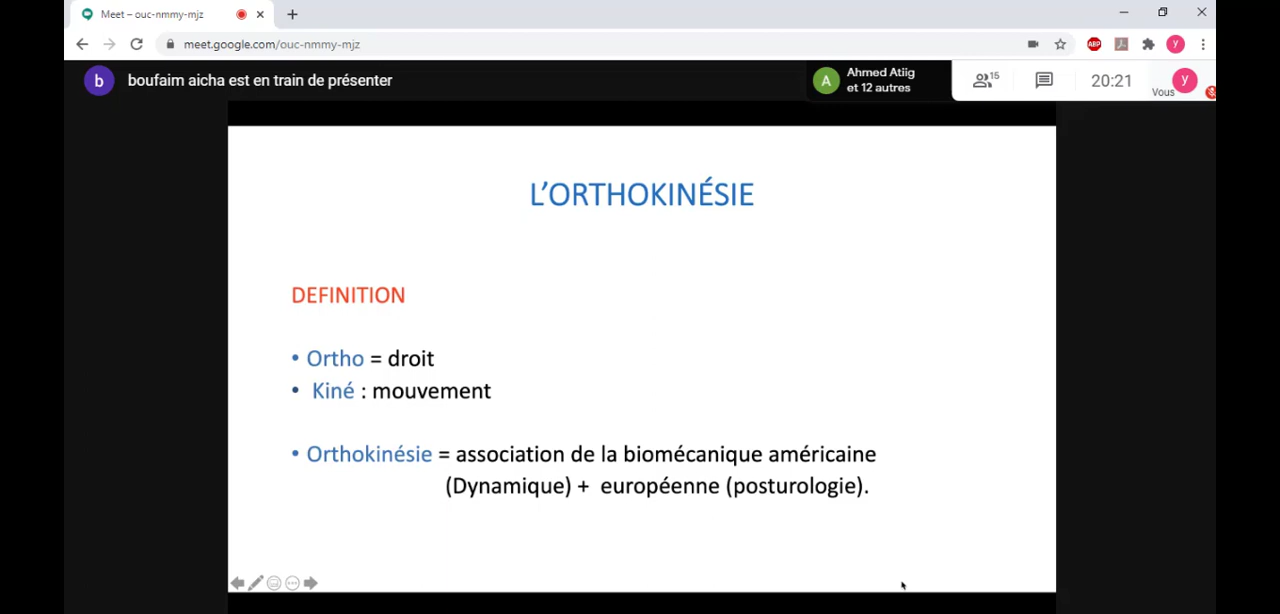 Meet – ouc-nmmy-mjz
meet.google.com/ouc-nmmy-mjz
ABP
y
b
boufaim aicha est en train de présenter
A
Ahmed Atiig
et 12 autres
15
20:21
Vous
y
L'ORTHOKINÉSIE
DEFINITION
• Ortho = droit
• Kiné : mouvement
• Orthokinésie = association de la biomécanique américaine
(Dynamique) + européenne (posturologie).